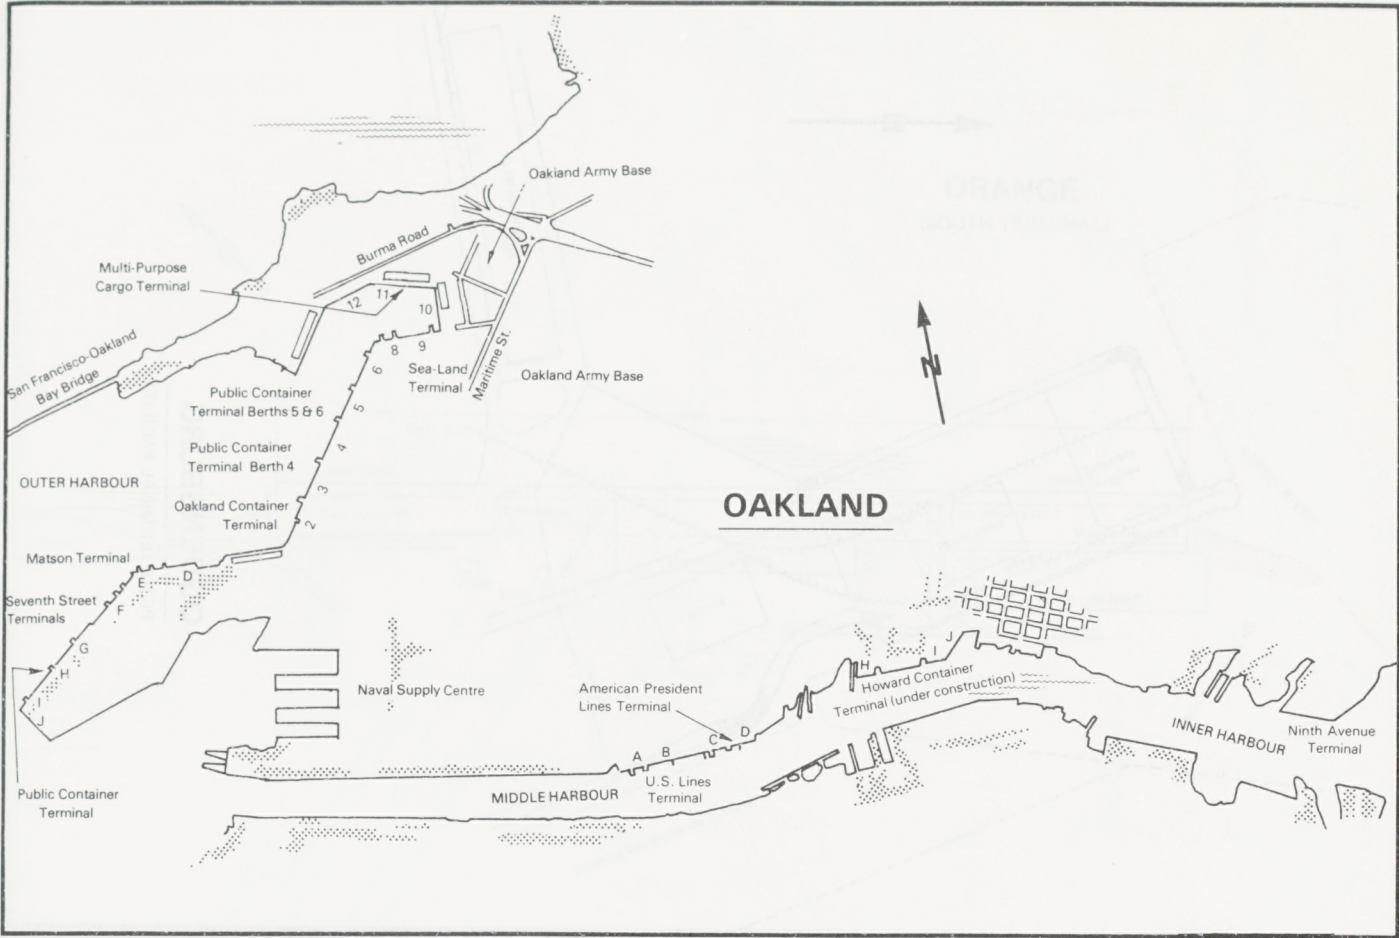 Oakland Army Base
Burma Road
Multi-Purpose
Cargo Terminal
12
11
10
9
8
6
San Francisco-Oakland
Bay Bridge
Sea-Land
Terminal
Maritime St.
Oakland Army Base
Public Container
Terminal Berths 5 & 6
5
Public Container
Terminal Berth 4
4
OUTER HARBOUR
3
Oakland Container
Terminal
2
N
OAKLAND
Matson Terminal
E
D
F
Seventh Street
Terminals
G
H
I
J
Public Container
Terminal
Naval Supply Centre
American President
Lines Terminal
A
B
C
D
U.S. Lines
Terminal
MIDDLE HARBOUR
H
I
J
Howard Container
Terminal (under construction)
INNER HARBOUR
Ninth Avenue
Terminal
ORANGE